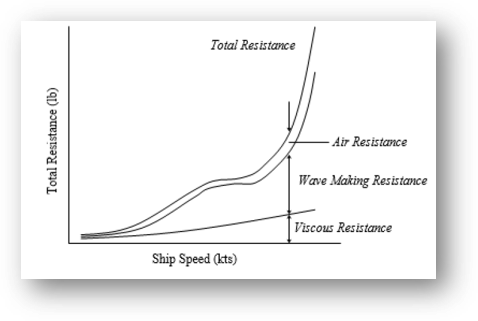 Total Resistance
Air Resistance
Total Resistance (lb)
Wave Making Resistance
Viscous Resistance
Ship Speed (kts)